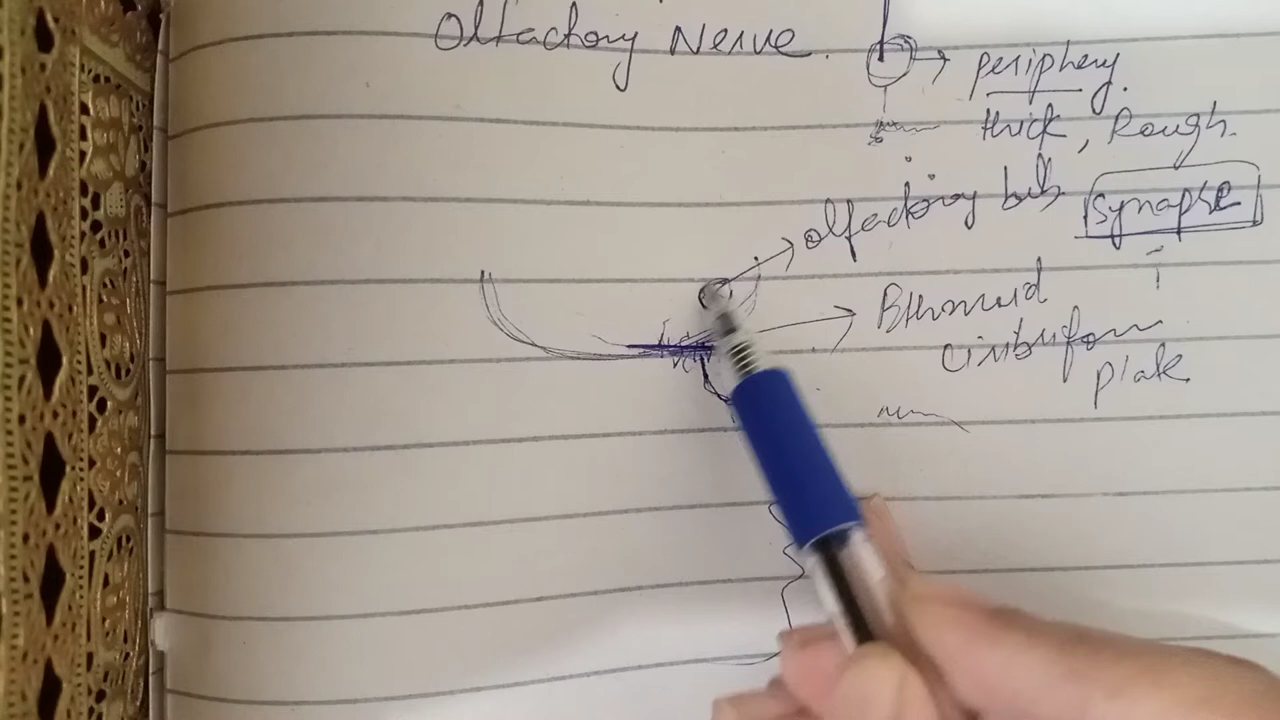 Olfactory Nerve.
periphery.
thick, Rough.
olfactory bulb synapse
Ethmoid
cribriform
plate